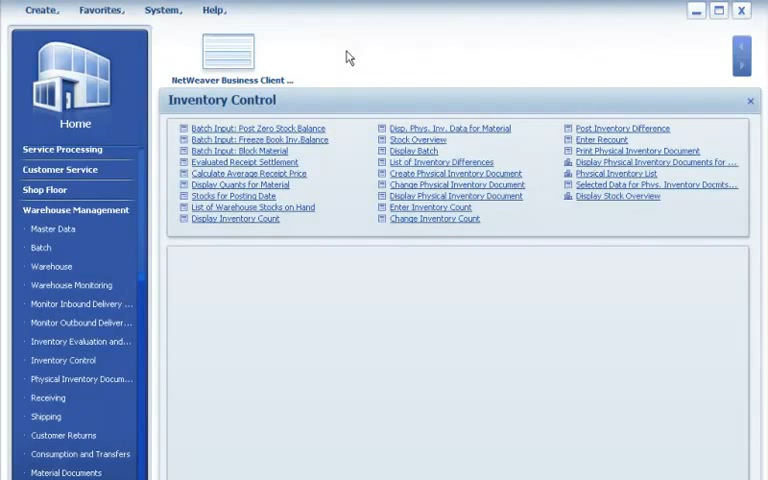 Create,
Favorites,
System,
Help,
NetWeaver Business Client ...
Home
Service Processing
Customer Service
Shop Floor
Warehouse Management
Master Data
Batch
Warehouse
Warehouse Monitoring
Monitor Inbound Delivery ...
Monitor Outbound Deliver...
Inventory Evaluation and...
Inventory Control
Physical Inventory Docum...
Receiving
Shipping
Customer Returns
Consumption and Transfers
Material Documents
Inventory Control
Batch Input: Post Zero Stock Balance
Batch Input: Freeze Book Inv.Balance
Batch Input: Block Material
Evaluated Receipt Settlement
Calculate Average Receipt Price
Display Quants for Material
Stocks for Posting Date
List of Warehouse Stocks on Hand
Display Inventory Count
Disp. Phys. Inv. Data for Material
Stock Overview
Display Batch
List of Inventory Differences
Create Physical Inventory Document
Change Physical Inventory Document
Display Physical Inventory Document
Enter Inventory Count
Change Inventory Count
Post Inventory Difference
Enter Recount
Print Physical Inventory Document
Display Physical Inventory Documents for ...
Physical Inventory List
Selected Data for Phys. Inventory Docmts...
Display Stock Overview